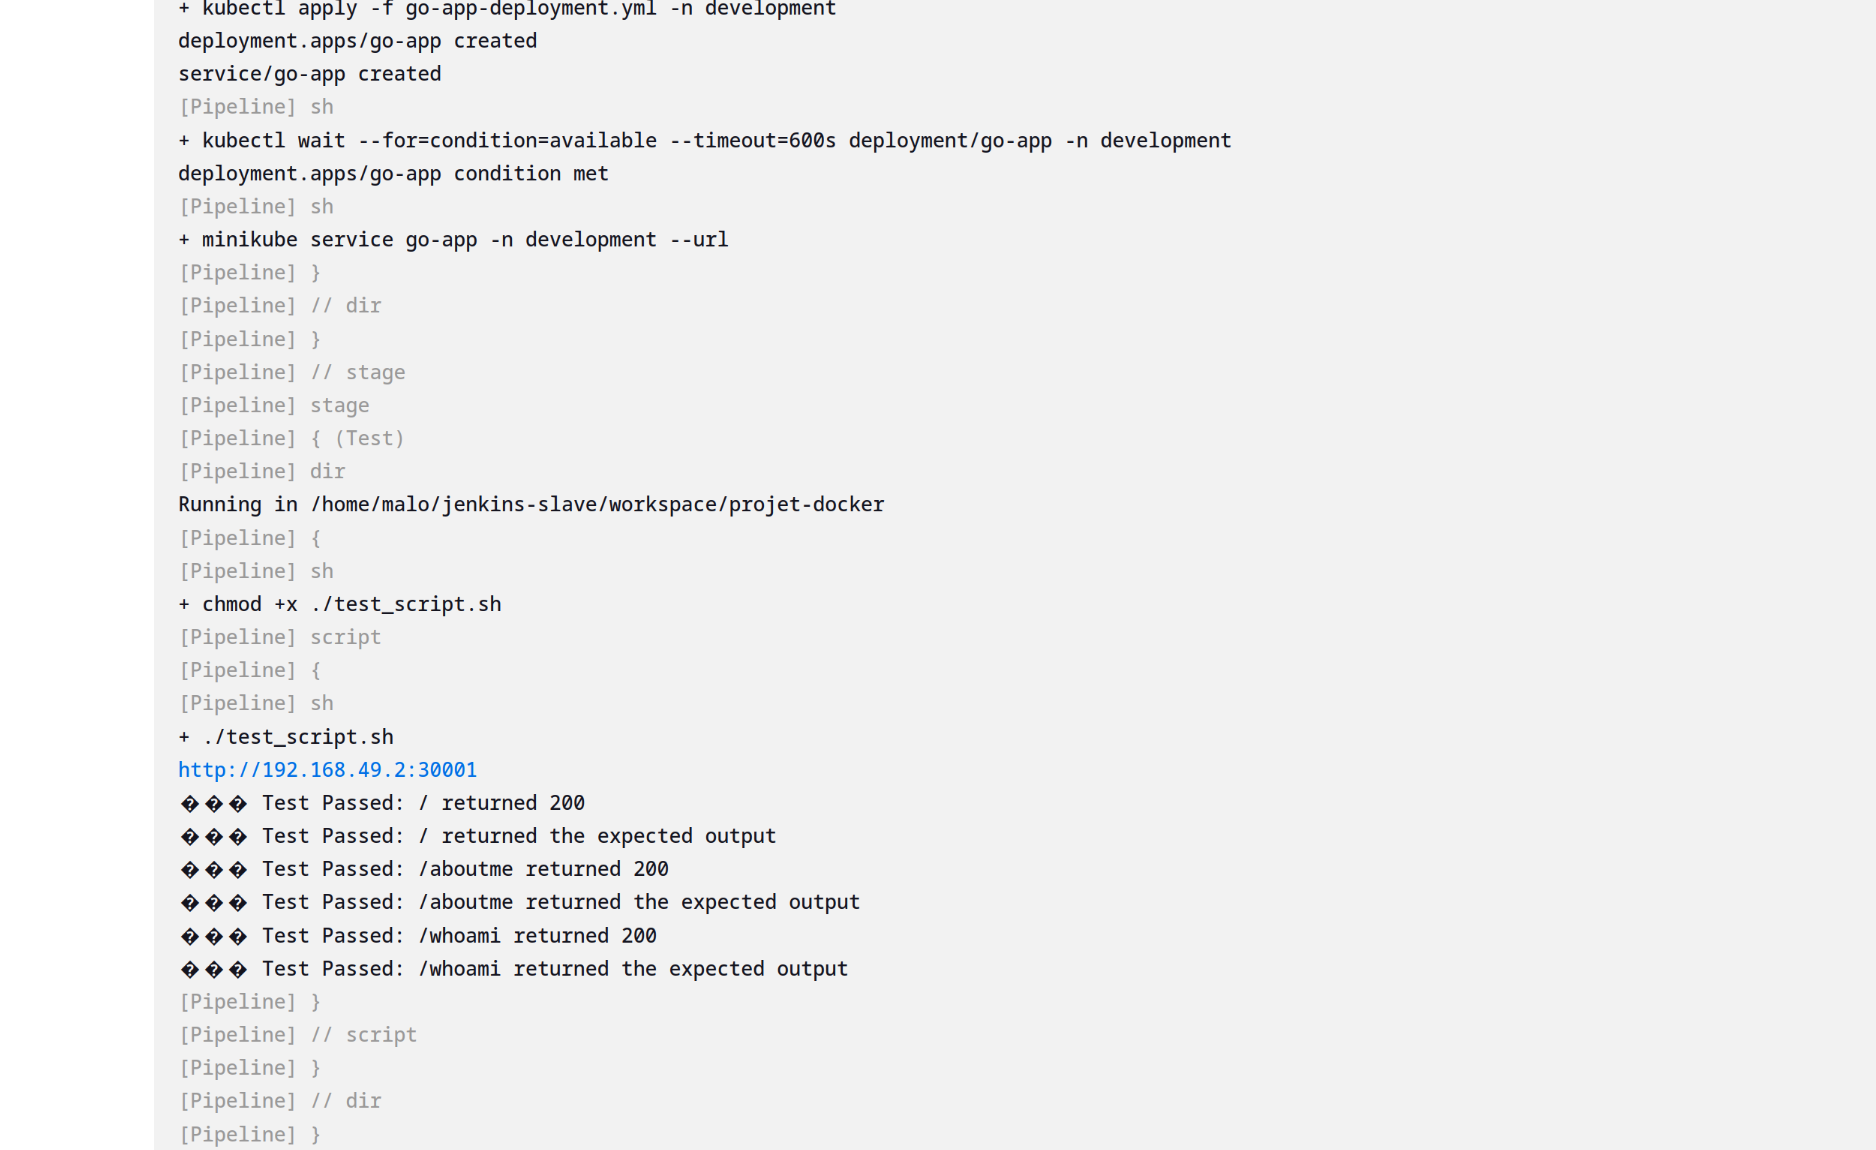 + kubectl apply -f go-app-deployment.yml -n development
deployment.apps/go-app created
service/go-app created
[Pipeline] sh
+ kubectl wait --for=condition=available --timeout=600s deployment/go-app -n development
deployment.apps/go-app condition met
[Pipeline] sh
+ minikube service go-app -n development --url
[Pipeline] }
[Pipeline] // dir
[Pipeline] }
[Pipeline] // stage
[Pipeline] stage
[Pipeline] { (Test)
[Pipeline] dir
Running in /home/malo/jenkins-slave/workspace/projet-docker
[Pipeline] {
[Pipeline] sh
+ chmod +x ./test_script.sh
[Pipeline] script
[Pipeline] {
[Pipeline] sh
+ ./test_script.sh
http://192.168.49.2:30001
��� Test Passed: / returned 200
��� Test Passed: / returned the expected output
��� Test Passed: /aboutme returned 200
��� Test Passed: /aboutme returned the expected output
��� Test Passed: /whoami returned 200
��� Test Passed: /whoami returned the expected output
[Pipeline] }
[Pipeline] // script
[Pipeline] }
[Pipeline] // dir
[Pipeline] }